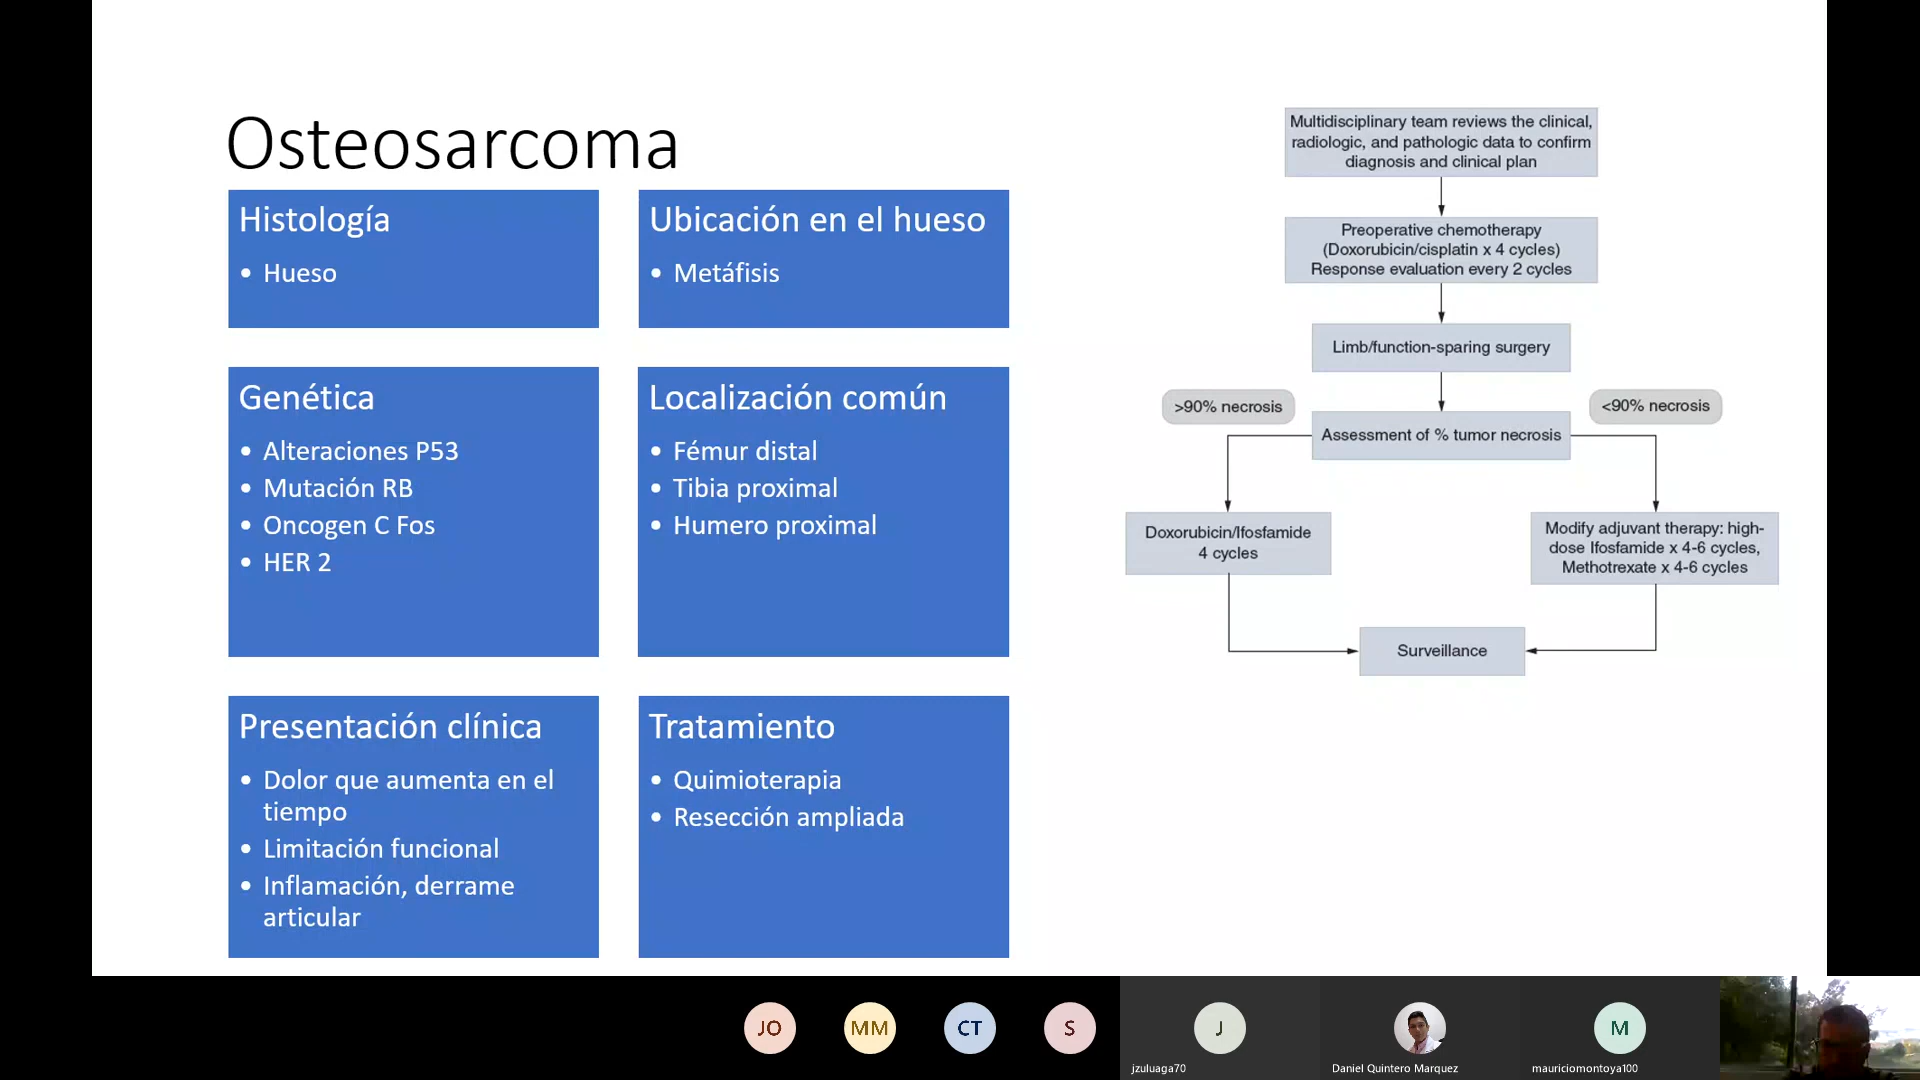 Osteosarcoma
Histología
• Hueso
Ubicación en el hueso
• Metáfisis
Genética
• Alteraciones P53
• Mutación RB
• Oncogen C Fos
• HER 2
Localización común
• Fémur distal
• Tibia proximal
• Humero proximal
Presentación clínica
• Dolor que aumenta en el
tiempo
• Limitación funcional
• Inflamación, derrame
articular
Tratamiento
• Quimioterapia
• Resección ampliada
Multidisciplinary team reviews the clinical,
radiologic, and pathologic data to confirm
diagnosis and clinical plan
Preoperative chemotherapy
(Doxorubicin/cisplatin x 4 cycles)
Response evaluation every 2 cycles
Limb/function-sparing surgery
>90% necrosis
<90% necrosis
Assessment of % tumor necrosis
Doxorubicin/Ifosfamide
4 cycles
Modify adjuvant therapy: high-
dose Ifosfamide x 4-6 cycles,
Methotrexate x 4-6 cycles
Surveillance
JO
MM
CT
S
J
M
jzuluaga70
Daniel Quintero Marquez
mauriciomontoya100